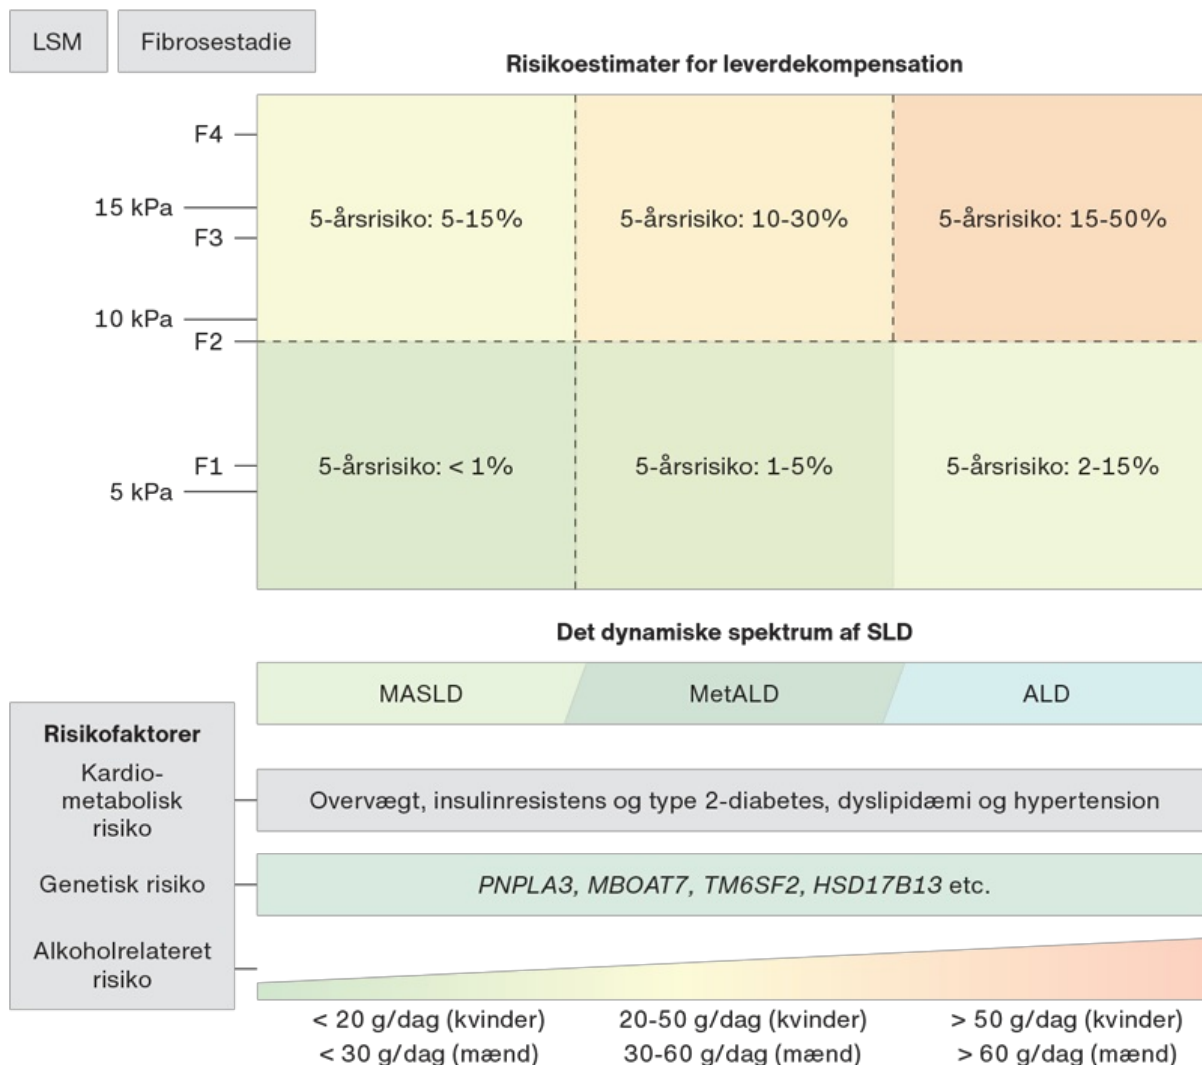 LSM
Fibrosestadie
Risikoestimater for leverdekompensation
F4
15 kPa
F3
10 kPa
F2
F1
5 kPa
5-årsrisiko: 5-15%
5-årsrisiko: 10-30%
5-årsrisiko: 15-50%
5-årsrisiko: < 1%
5-årsrisiko: 1-5%
5-årsrisiko: 2-15%
Det dynamiske spektrum af SLD
MASLD
MetALD
ALD
Risikofaktorer
Kardio-
metabolisk
risiko
Overvægt, insulinresistens og type 2-diabetes, dyslipidæmi og hypertension
Genetisk risiko
PNPLA3, MBOAT7, TM6SF2, HSD17B13 etc.
Alkoholrelateret
risiko
< 20 g/dag (kvinder)
< 30 g/dag (mænd)
20-50 g/dag (kvinder)
30-60 g/dag (mænd)
> 50 g/dag (kvinder)
> 60 g/dag (mænd)